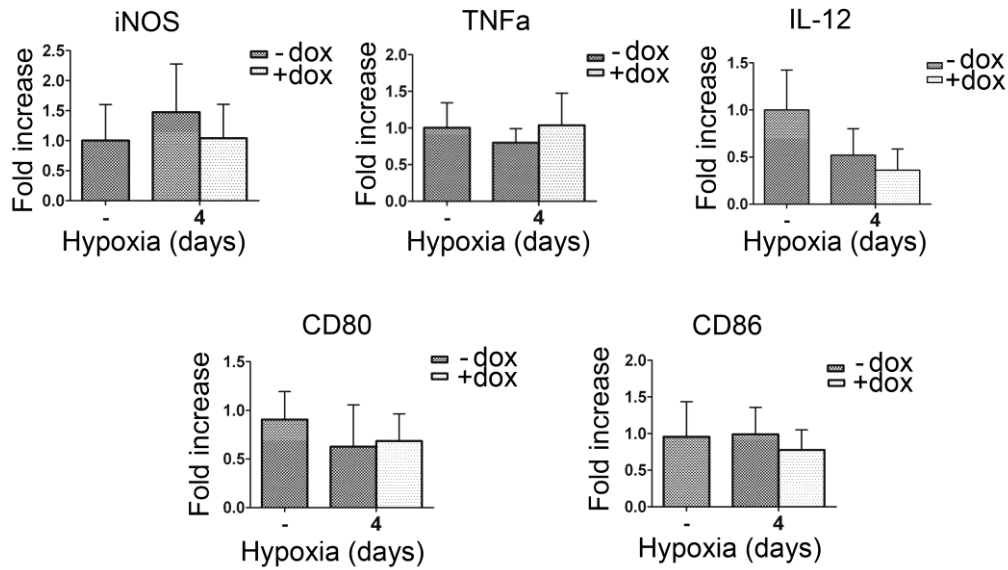 iNOS
TNFa
IL-12
Fold increase
2.5
2.0
1.5
1.0
0.5
0.0
- dox
+dox
-
4
Hypoxia (days)
Fold increase
2.0
1.5
1.0
0.5
0.0
- dox
+dox
-
4
Hypoxia (days)
Fold increase
1.5
1.0
0.5
0.0
- dox
+dox
-
4
Hypoxia (days)
CD80
CD86
Fold increase
1.5
1.0
0.5
0.0
- dox
+dox
-
4
Hypoxia (days)
Fold increase
2.0
1.5
1.0
0.5
0.0
- dox
+dox
-
4
Hypoxia (days)